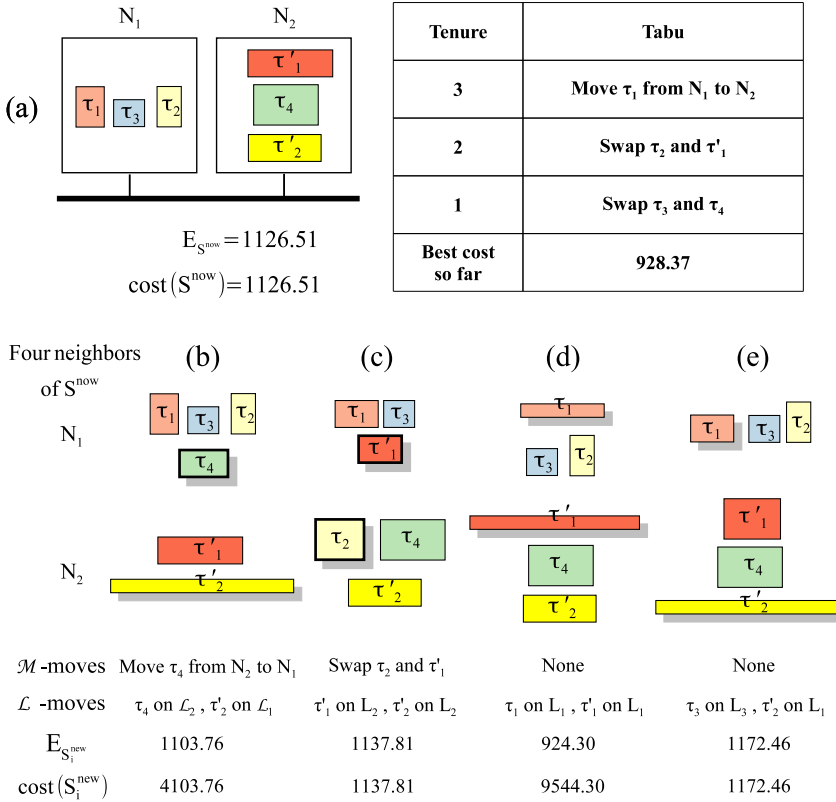 N1 N2
(a)
τ1 τ3 τ2
τ'1
τ4
τ'2
E_S^now = 1126.51
cost(S^now) = 1126.51
Tenure Tabu
3 Move τ1 from N1 to N2
2 Swap τ2 and τ'1
1 Swap τ3 and τ4
Best cost so far 928.37
Four neighbors
of S^now
(b) (c) (d) (e)
N1
τ1 τ3 τ2
τ4
τ1 τ3
τ'1
τ1
τ3 τ2
τ1 τ3 τ2
N2
τ'1
τ'2
τ2 τ4
τ'2
τ'1
τ4
τ'2
τ'1
τ4
τ'2
M -moves Move τ4 from N2 to N1 Swap τ2 and τ'1 None None
L -moves τ4 on L2 , τ'2 on L1 τ'1 on L2 , τ'2 on L2 τ1 on L1 , τ'1 on L1 τ3 on L3 , τ'2 on L1
E_Si^new 1103.76 1137.81 924.30 1172.46
cost(Si^new) 4103.76 1137.81 9544.30 1172.46